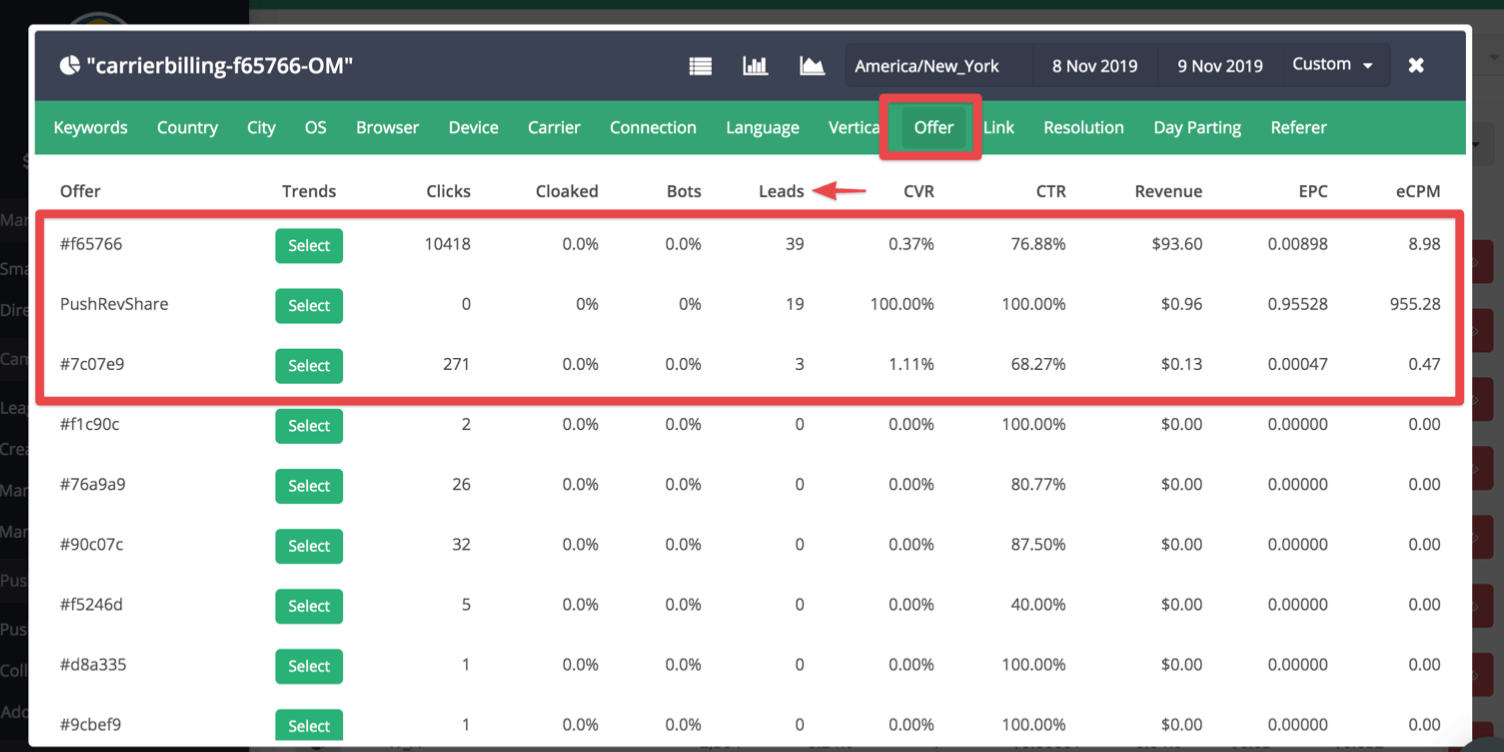 "carrierbilling-f65766-OM" America/New_York 8 Nov 2019 9 Nov 2019 Custom
Keywords Country City OS Browser Device Carrier Connection Language Vertica Offer Link Resolution Day Parting Referer
Offer Trends Clicks Cloaked Bots Leads CVR CTR Revenue EPC eCPM
#f65766 Select 10418 0.0% 0.0% 39 0.37% 76.88% $93.60 0.00898 8.98
PushRevShare Select 0 0% 0% 19 100.00% 100.00% $0.96 0.95528 955.28
#7c07e9 Select 271 0.0% 0.0% 3 1.11% 68.27% $0.13 0.00047 0.47
#f1c90c Select 2 0.0% 0.0% 0 0.00% 100.00% $0.00 0.00000 0.00
#76a9a9 Select 26 0.0% 0.0% 0 0.00% 80.77% $0.00 0.00000 0.00
#90c07c Select 32 0.0% 0.0% 0 0.00% 87.50% $0.00 0.00000 0.00
#f5246d Select 5 0.0% 0.0% 0 0.00% 40.00% $0.00 0.00000 0.00
#d8a335 Select 1 0.0% 0.0% 0 0.00% 100.00% $0.00 0.00000 0.00
#9cbef9 Select 1 0.0% 0.0% 0 0.00% 100.00% $0.00 0.00000 0.00